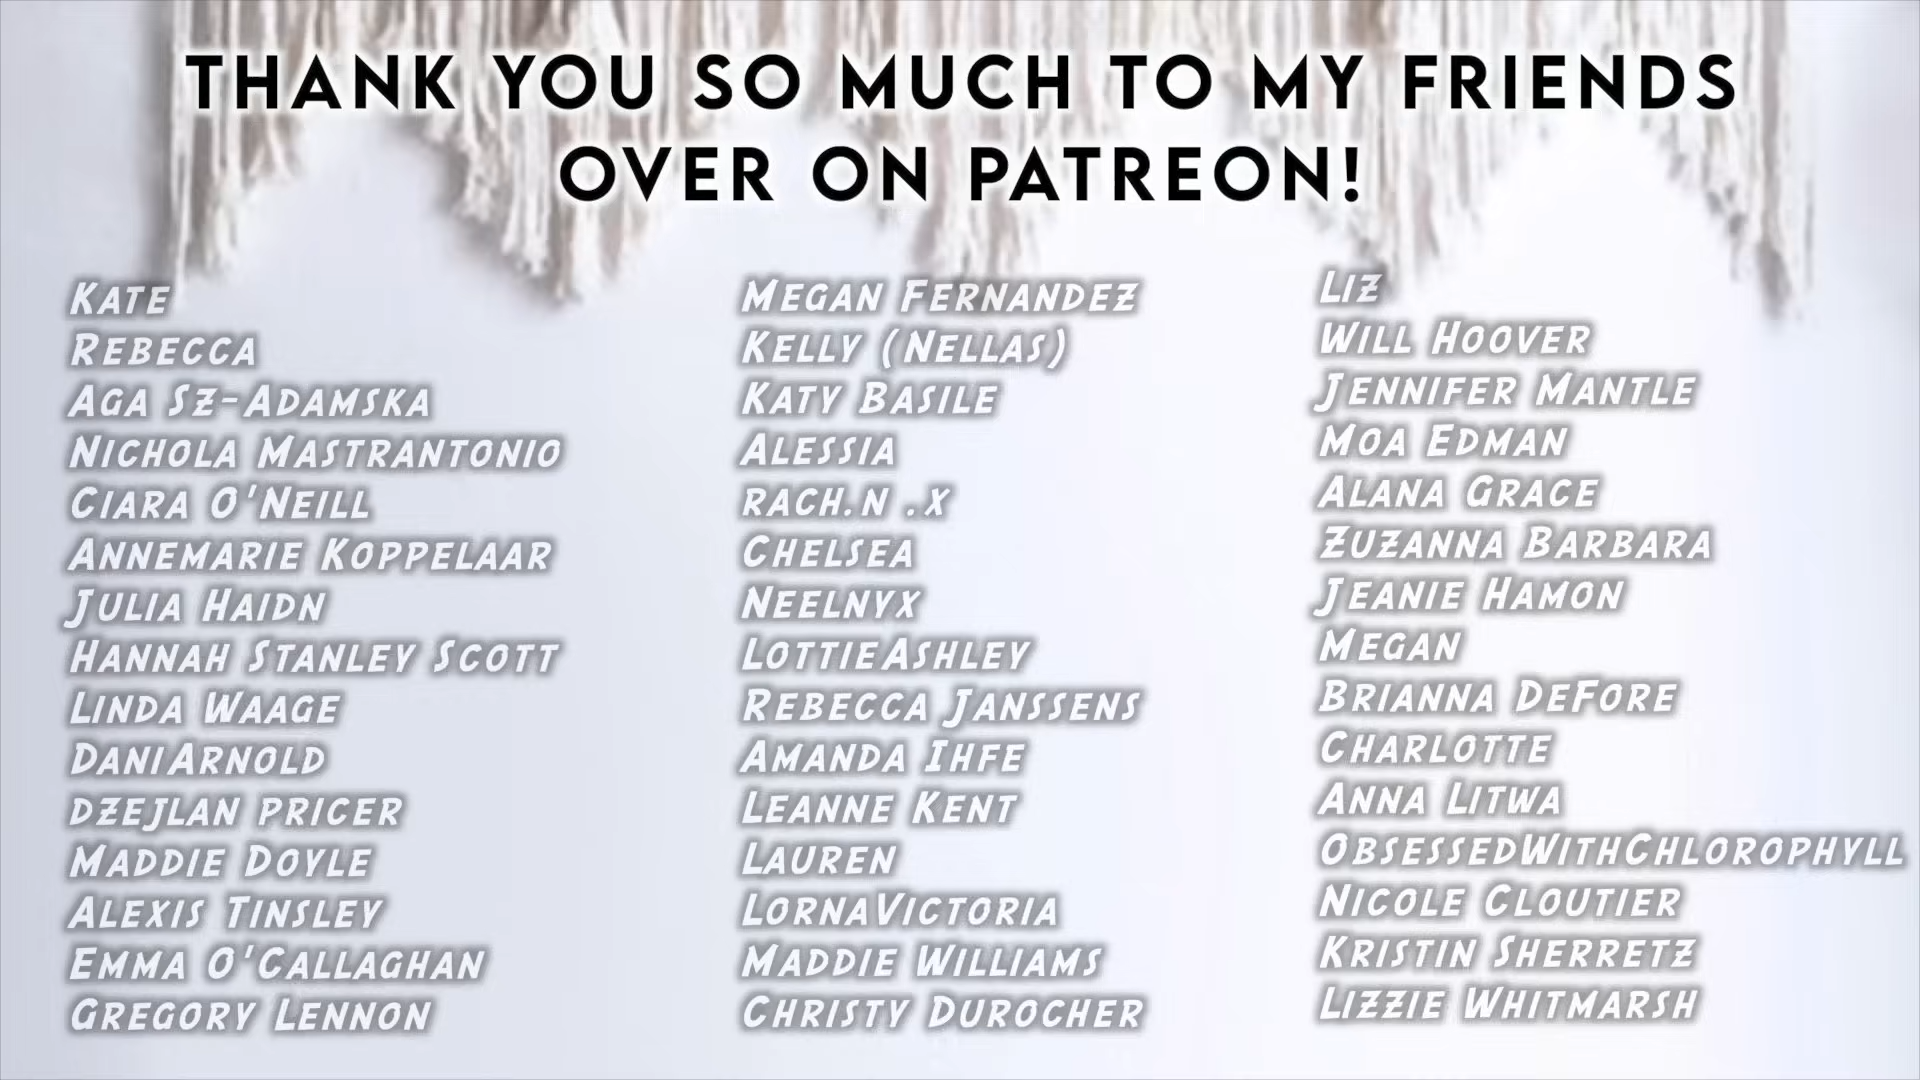 THANK YOU SO MUCH TO MY FRIENDS
OVER ON PATREON!
KATE
REBECCA
AGA SZ-ADAMSKA
NICHOLA MASTRANTONIO
CIARA O'NEILL
ANNEMARIE KOPPELAAR
JULIA HAIDN
HANNAH STANLEY SCOTT
LINDA WAAGE
DANIARNOLD
DZEJLAN PRICER
MADDIE DOYLE
ALEXIS TINSLEY
EMMA O'CALLAGHAN
GREGORY LENNON
MEGAN FERNANDEZ
KELLY (NELLAS)
KATY BASILE
ALESSIA
RACH.N .X
CHELSEA
NEELNYX
LOTTIEASHLEY
REBECCA JANSSENS
AMANDA IHFE
LEANNE KENT
LAUREN
LORNAVICTORIA
MADDIE WILLIAMS
CHRISTY DUROCHER
LIZ
WILL HOOVER
JENNIFER MANTLE
MOA EDMAN
ALANA GRACE
ZUZANNA BARBARA
JEANIE HAMON
MEGAN
BRIANNA DEFORE
CHARLOTTE
ANNA LITWA
OBSESSEDWITHCHLOROPHYLL
NICOLE CLOUTIER
KRISTIN SHERRETZ
LIZZIE WHITMARSH